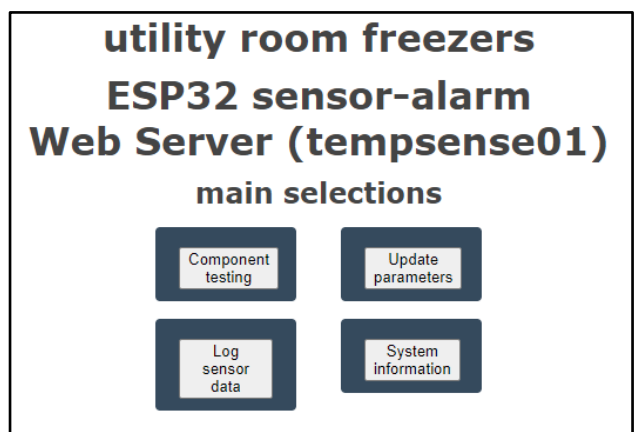 utility room freezers
ESP32 sensor-alarm
Web Server (tempsense01)
main selections
Component
testing
Update
parameters
Log
sensor
data
System
information